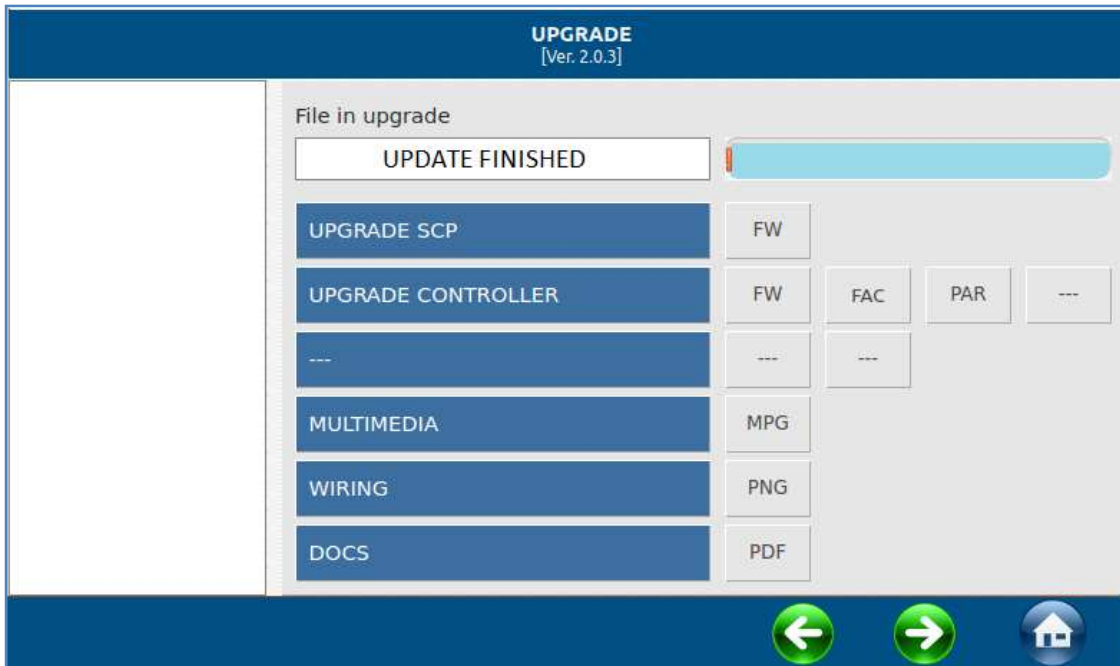 UPGRADE
[Ver. 2.0.3]
File in upgrade
UPDATE FINISHED
UPGRADE SCP FW
UPGRADE CONTROLLER FW FAC PAR ---
--- --- ---
MULTIMEDIA MPG
WIRING PNG
DOCS PDF